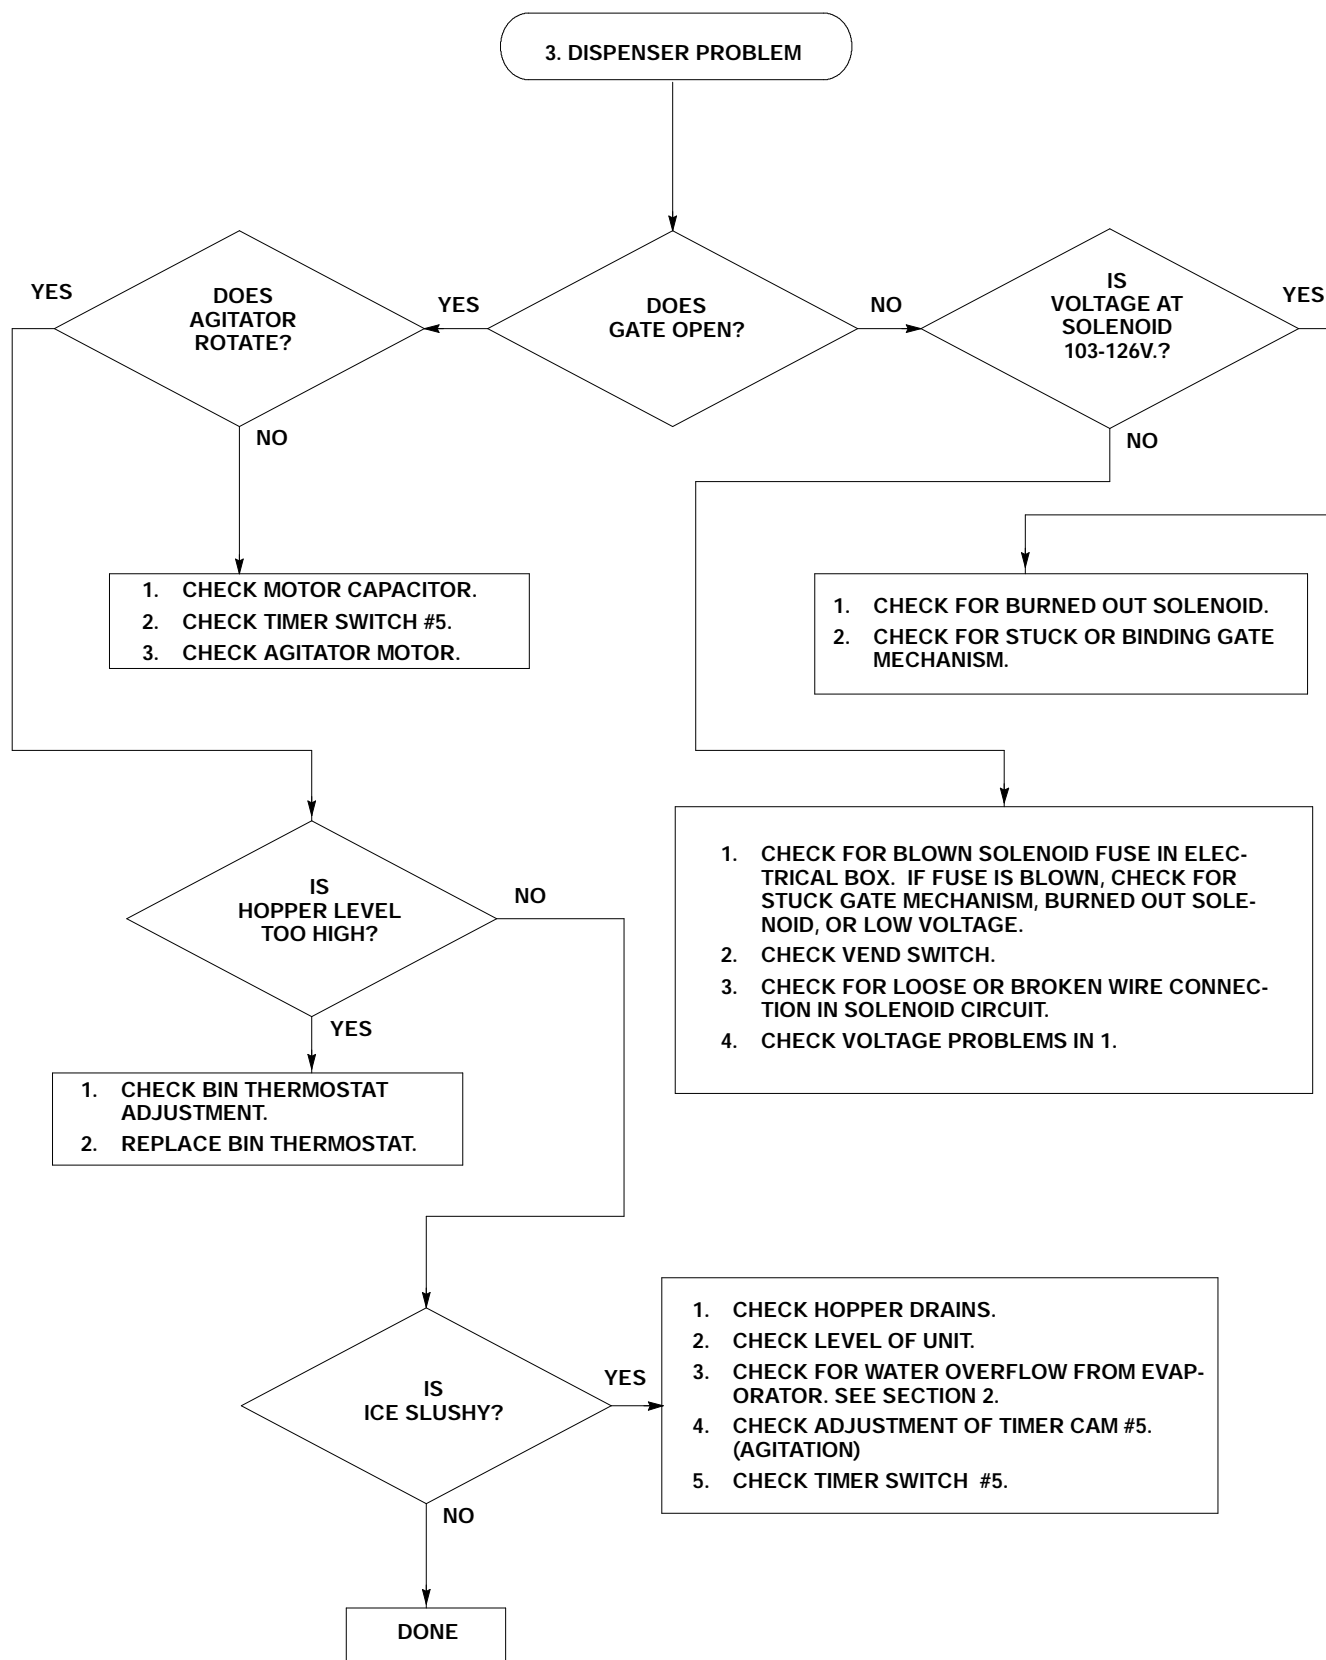 3. DISPENSER PROBLEM
YES
DOES
AGITATOR
ROTATE?
YES
DOES
GATE OPEN?
NO
IS
VOLTAGE AT
SOLENOID
103-126V.?
YES
NO
NO
1. CHECK MOTOR CAPACITOR.
2. CHECK TIMER SWITCH #5.
3. CHECK AGITATOR MOTOR.
1. CHECK FOR BURNED OUT SOLENOID.
2. CHECK FOR STUCK OR BINDING GATE
MECHANISM.
IS
HOPPER LEVEL
TOO HIGH?
NO
YES
1. CHECK FOR BLOWN SOLENOID FUSE IN ELEC-
TRICAL BOX. IF FUSE IS BLOWN, CHECK FOR
STUCK GATE MECHANISM, BURNED OUT SOLE-
NOID, OR LOW VOLTAGE.
2. CHECK VEND SWITCH.
3. CHECK FOR LOOSE OR BROKEN WIRE CONNEC-
TION IN SOLENOID CIRCUIT.
4. CHECK VOLTAGE PROBLEMS IN 1.
1. CHECK BIN THERMOSTAT
ADJUSTMENT.
2. REPLACE BIN THERMOSTAT.
IS
ICE SLUSHY?
YES
1. CHECK HOPPER DRAINS.
2. CHECK LEVEL OF UNIT.
3. CHECK FOR WATER OVERFLOW FROM EVAP-
ORATOR. SEE SECTION 2.
4. CHECK ADJUSTMENT OF TIMER CAM #5.
(AGITATION)
5. CHECK TIMER SWITCH #5.
NO
DONE